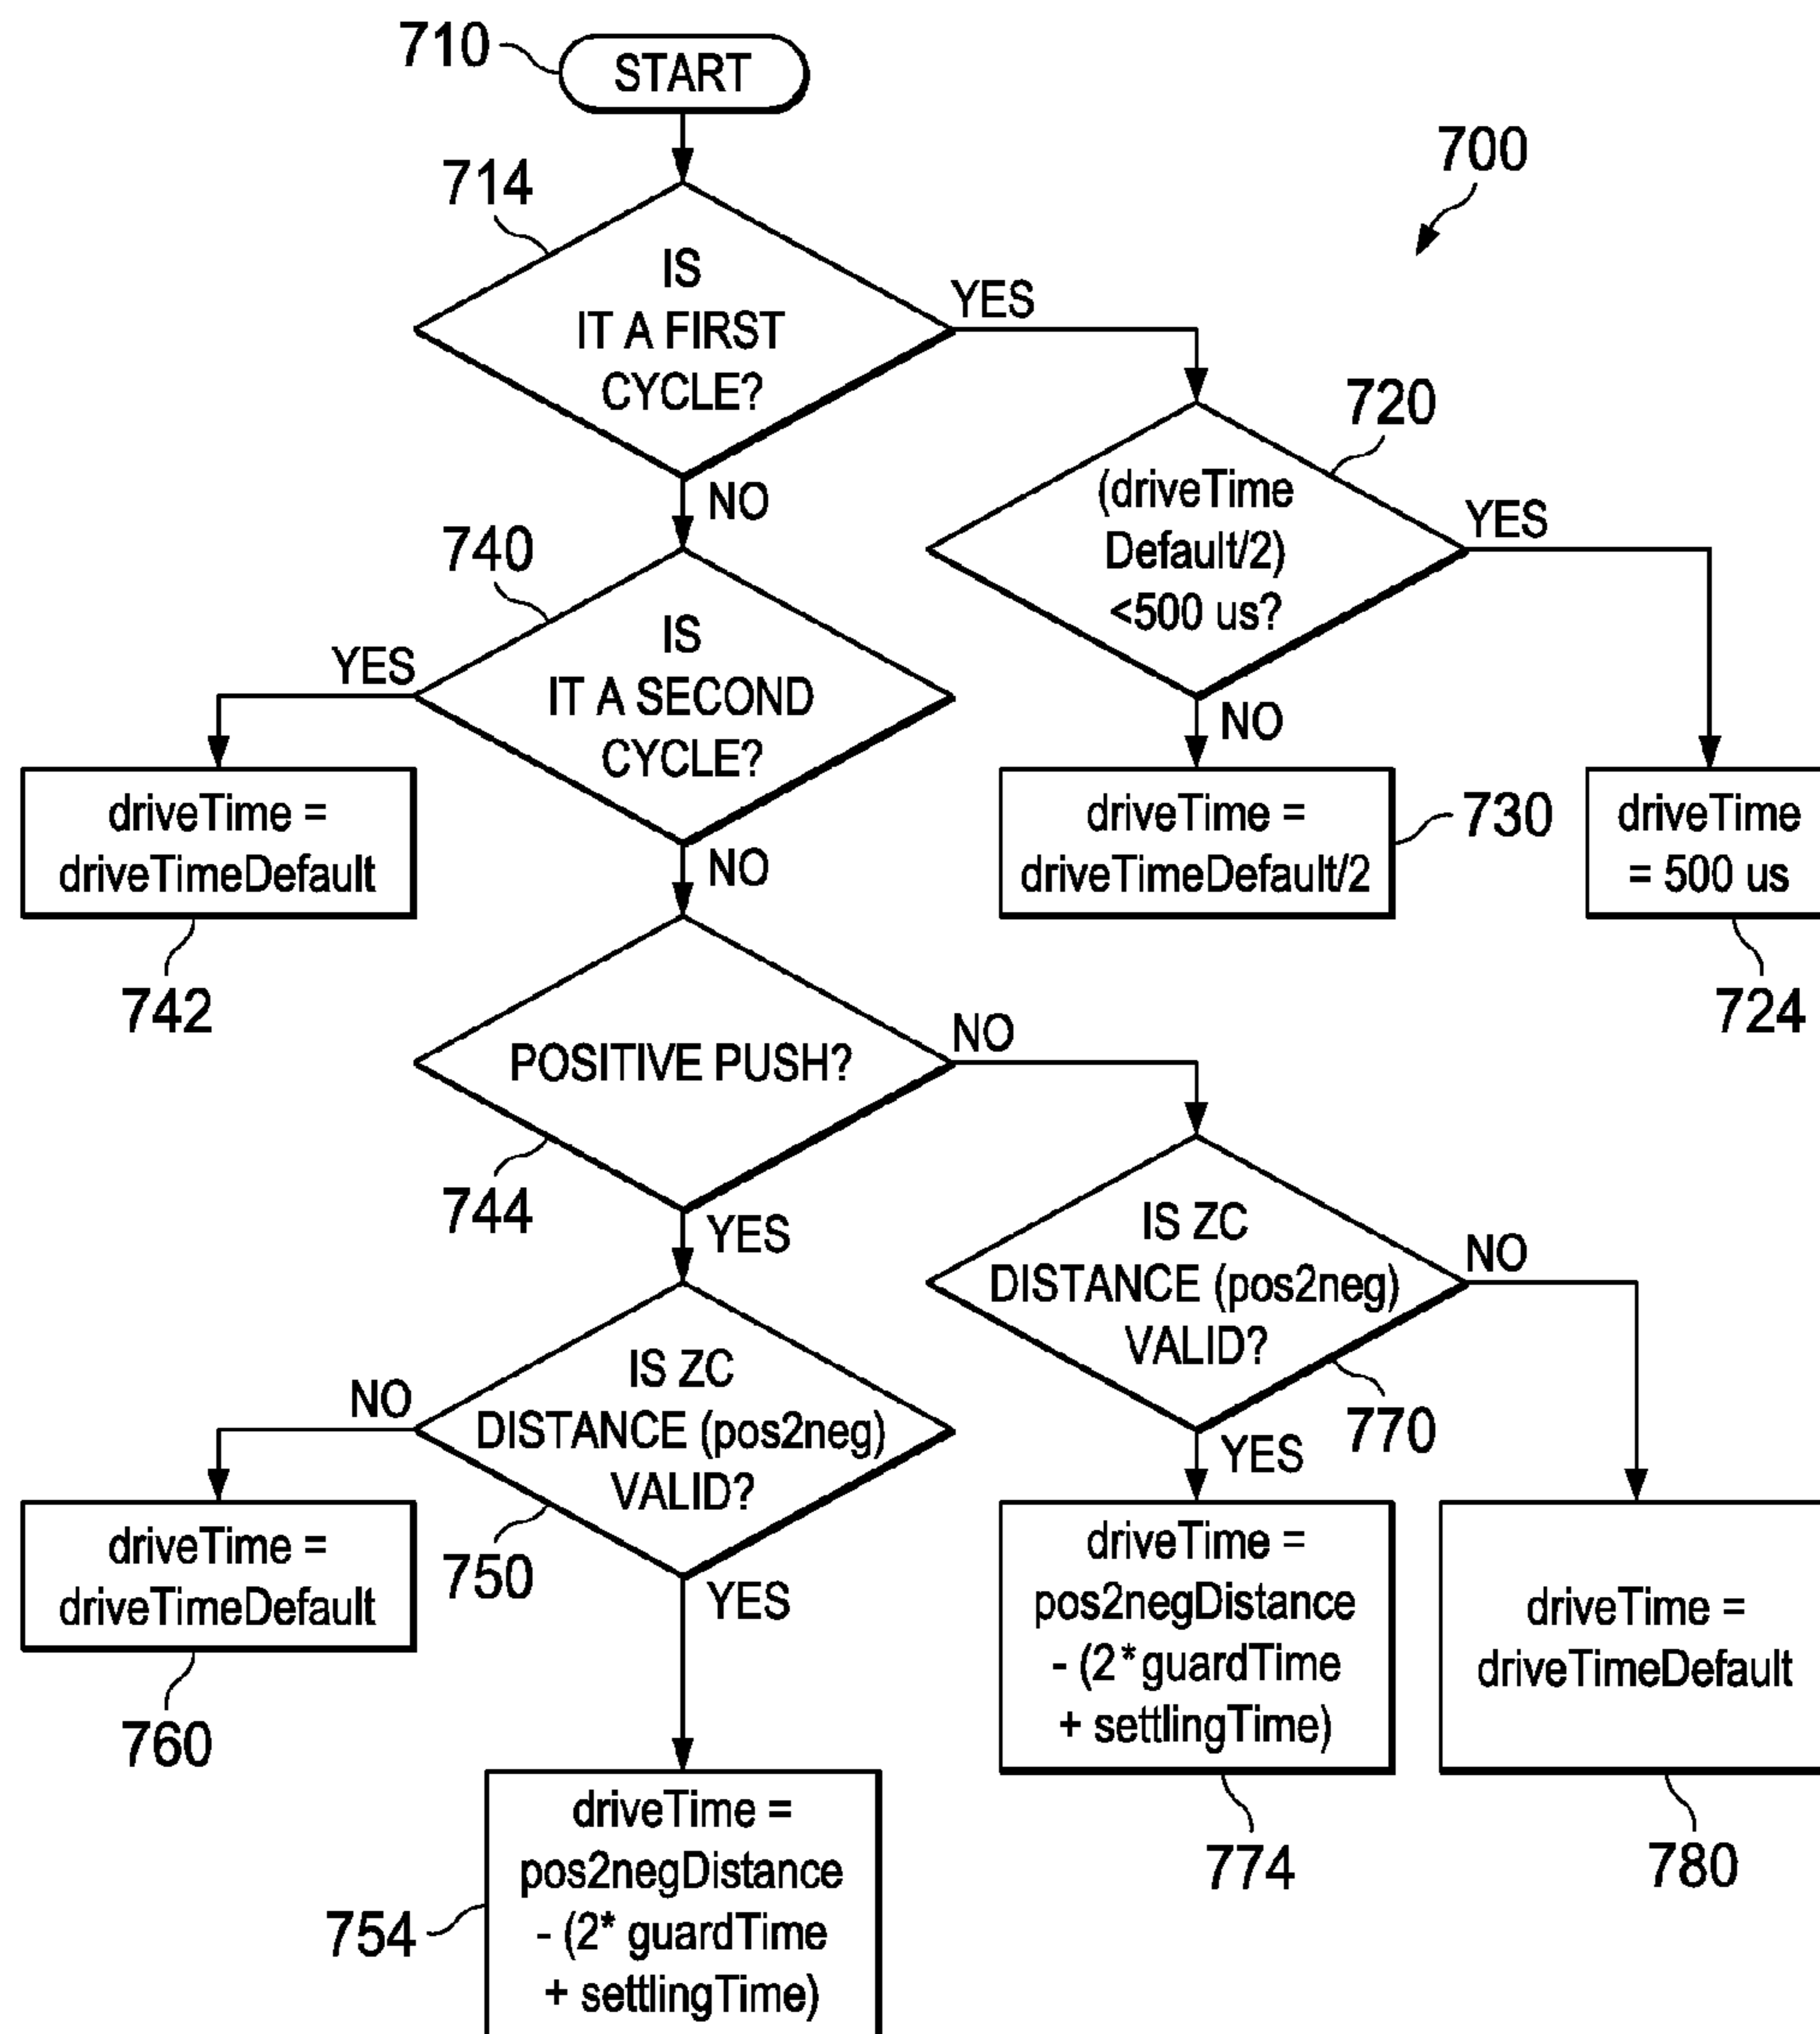 710
START
700
714
IS
IT A FIRST
CYCLE?
YES
NO
720
(driveTime
Default/2)
<500 us?
YES
NO
740
IS
IT A SECOND
CYCLE?
YES
NO
driveTime =
driveTimeDefault
742
driveTime =
driveTimeDefault/2
730
driveTime
= 500 us
724
POSITIVE PUSH?
NO
744
YES
IS ZC
DISTANCE (pos2neg)
VALID?
NO
770
YES
IS ZC
DISTANCE (pos2neg)
VALID?
NO
750
YES
driveTime =
driveTimeDefault
760
driveTime =
pos2negDistance
- (2*guardTime
+ settlingTime)
774
driveTime =
driveTimeDefault
780
driveTime =
pos2negDistance
- (2* guardTime
+ settlingTime)
754